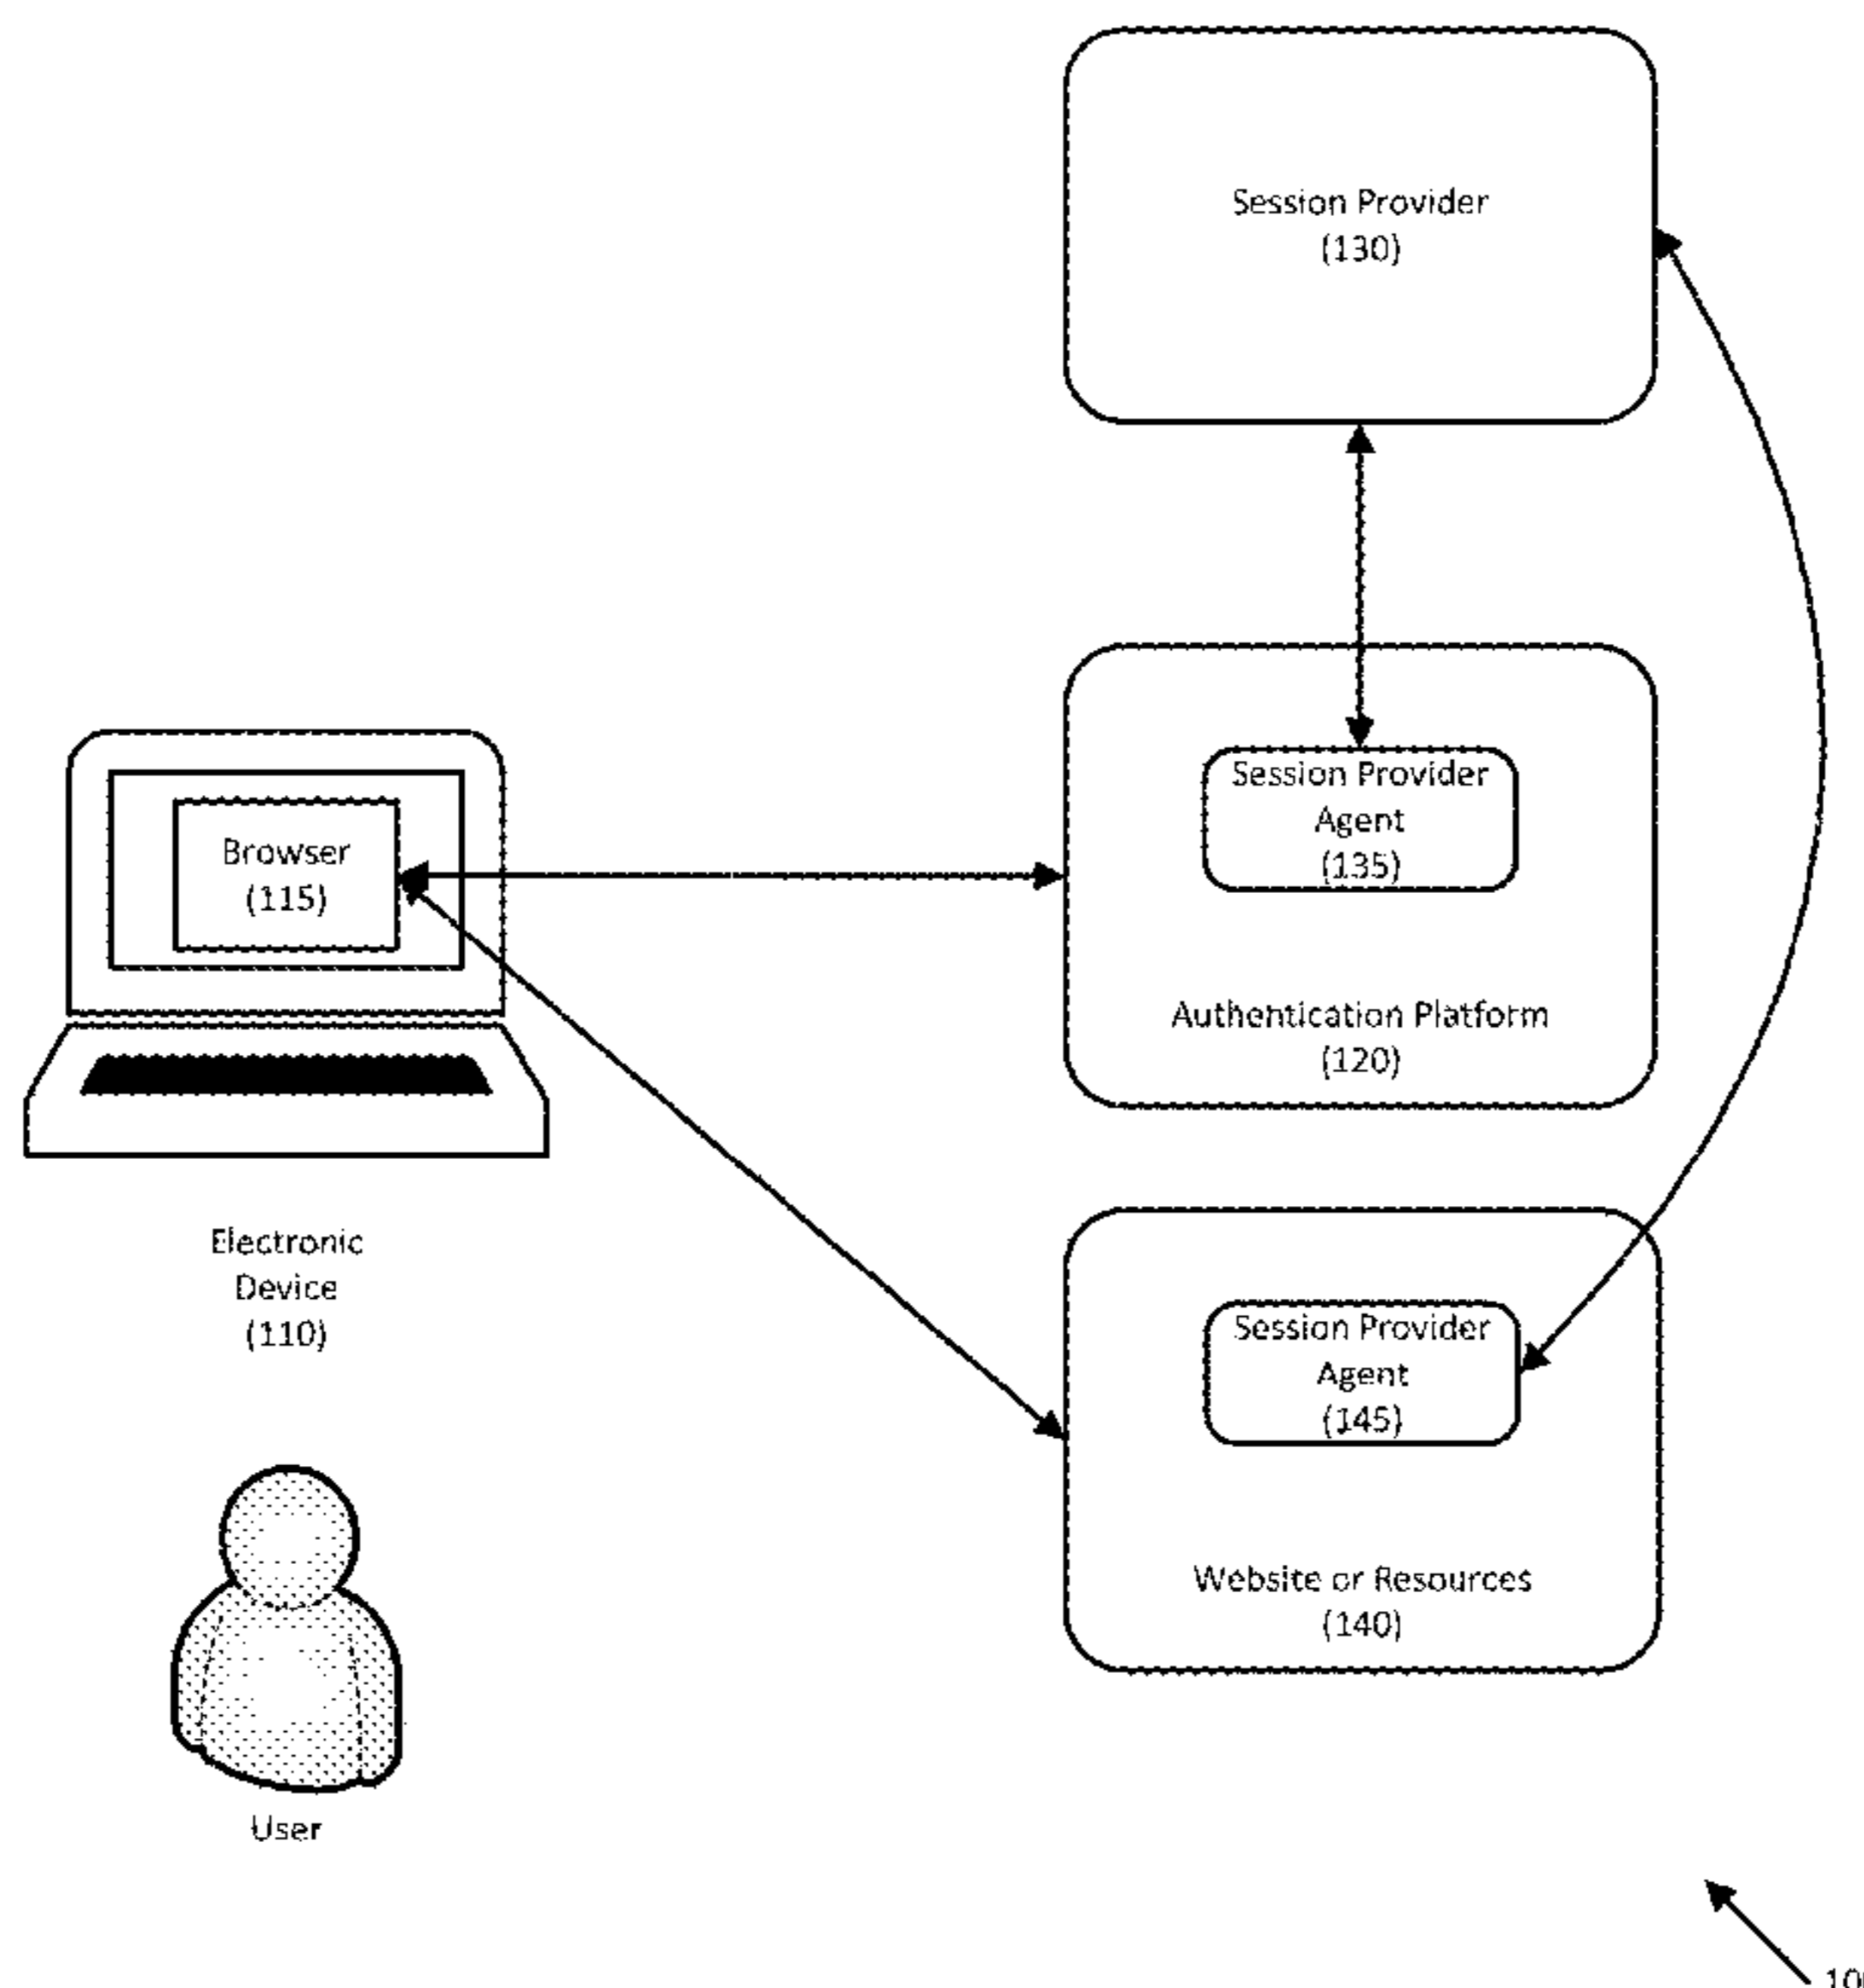 Session Provider
(130)
Session Provider
Agent
(135)
Browser
(115)
Authentication Platform
(120)
Electronic
Device
(110)
Session Provider
Agent
(145)
Website or Resources
(140)
User